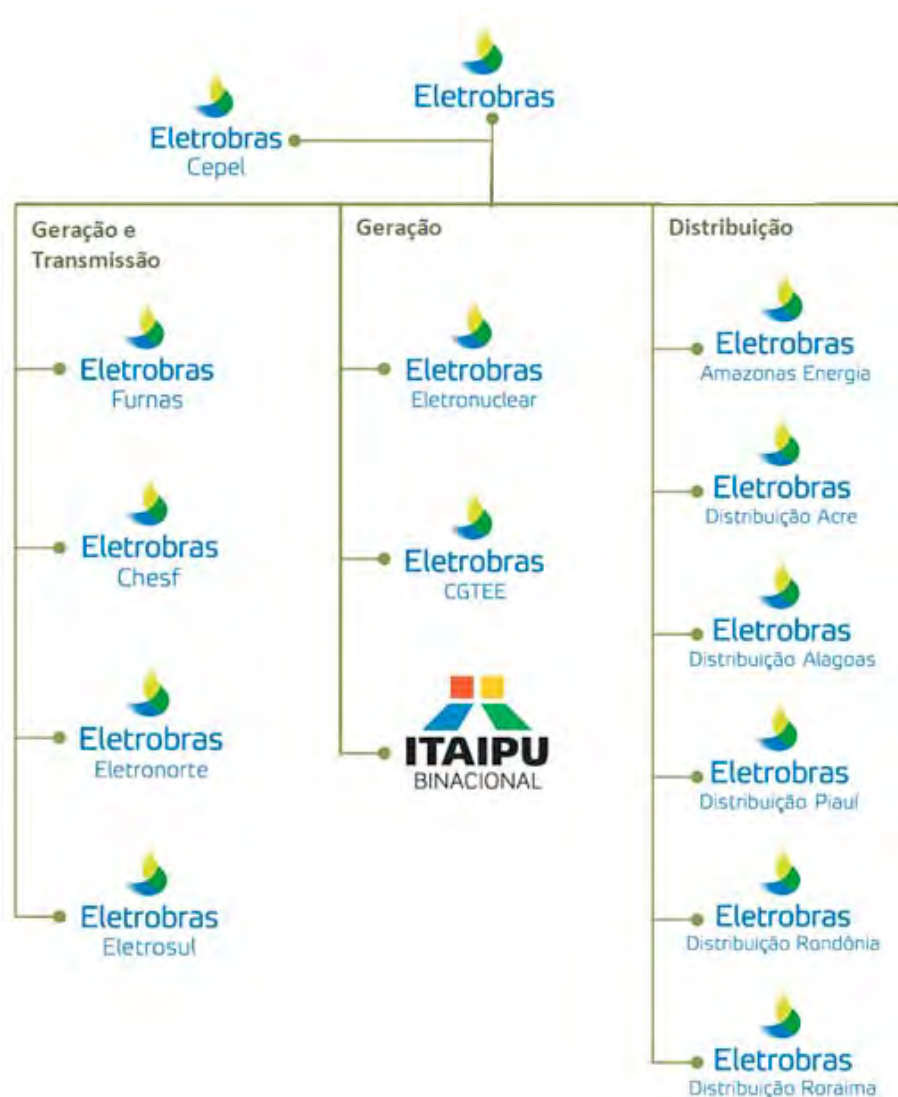 Eletrobras
Eletrobras
Cepel
Geração e
Transmissão
Eletrobras
Furnas
Eletrobras
Chesf
Eletrobras
Eletronorte
Eletrobras
Eletrosul
Geração
Eletrobras
Eletronuclear
Eletrobras
CGTEE
ITAIPU
BINACIONAL
Distribuição
Eletrobras
Amazonas Energia
Eletrobras
Distribuição Acre
Eletrobras
Distribuição Alagoas
Eletrobras
Distribuição Piauí
Eletrobras
Distribuição Rondônia
Eletrobras
Distribuição Roraima